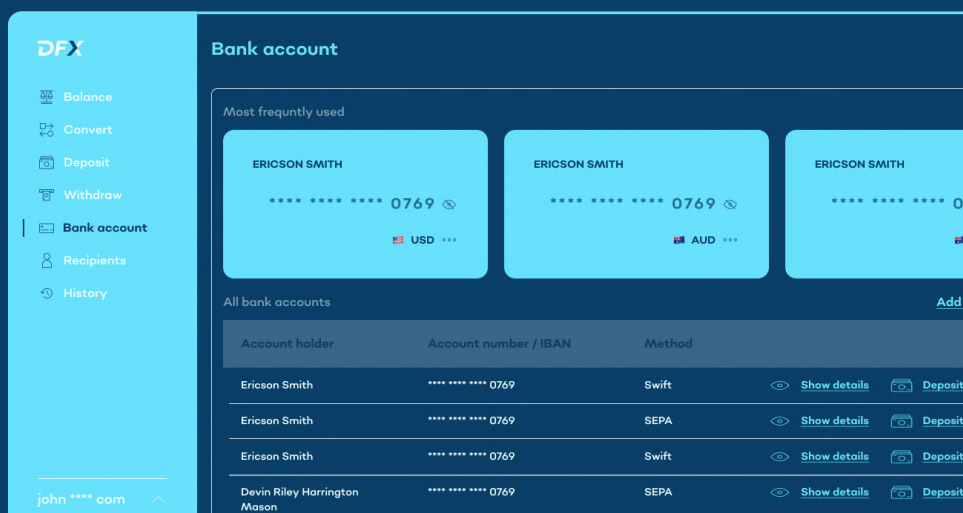 DFX
Balance
Convert
Deposit
Withdraw
Bank account
Recipients
History
john **** com
Bank account
Most frequntly used
ERICSON SMITH
**** **** **** 0769
USD
ERICSON SMITH
**** **** **** 0769
AUD
ERICSON SMITH
**** **** **** 0
All bank accounts
Add
Account holder Account number / IBAN Method
Ericson Smith **** **** **** 0769 Swift Show details Deposit
Ericson Smith **** **** **** 0769 SEPA Show details Deposit
Ericson Smith **** **** **** 0769 Swift Show details Deposit
Devin Riley Harrington **** **** **** 0769 SEPA Show details Deposit
Mason